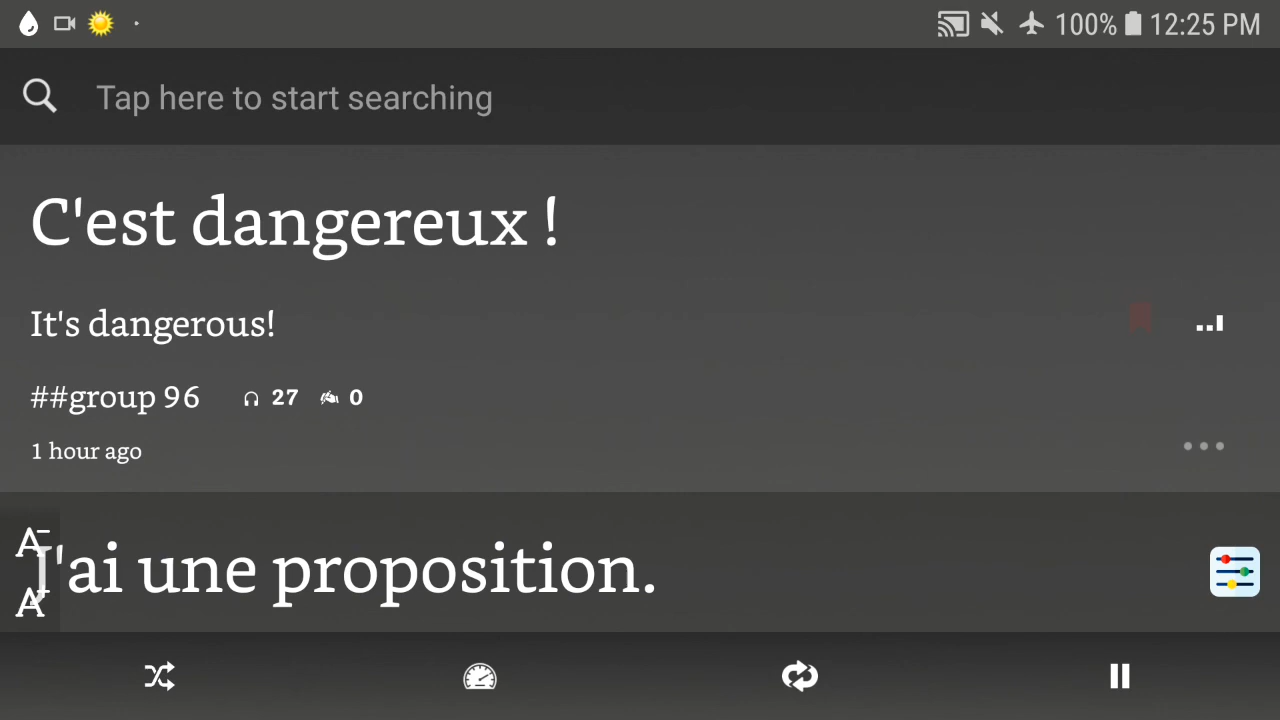 100% 12:25 PM
Tap here to start searching
C'est dangereux !
It's dangerous!
##group 96 27 0
1 hour ago
A-
J'ai une proposition.
A+